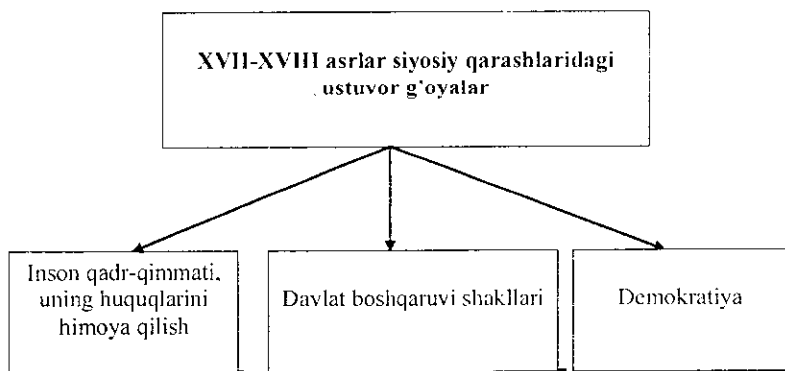 XVII-XVIII asrlar siyosiy qarashlaridagi
ustuvor g'oyalar
Inson qadr-qimmati,
uning huquqlarini
himoya qilish
Davlat boshqaruvi shakllari
Demokratiya